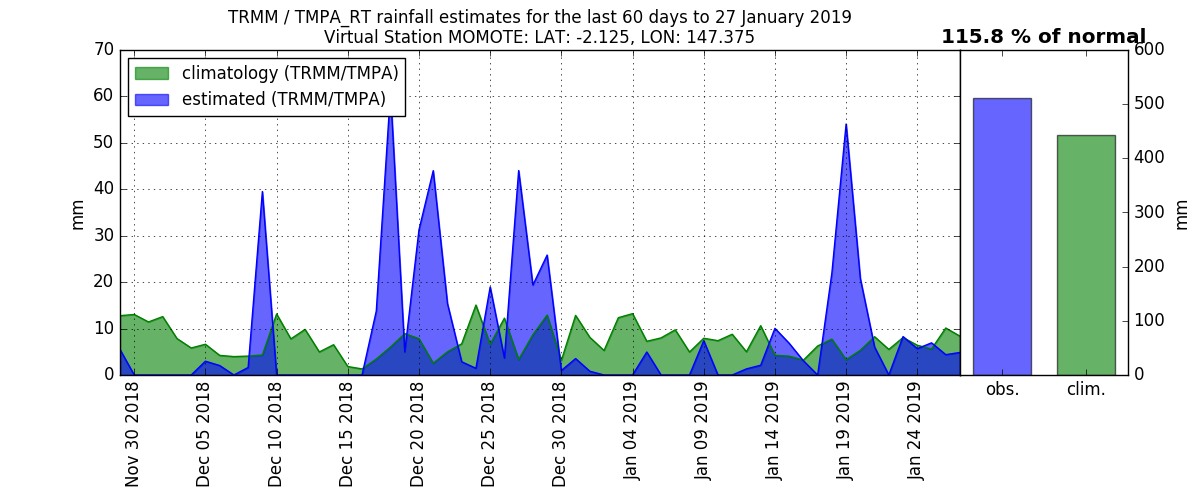 TRMM / TMPA_RT rainfall estimates for the last 60 days to 27 January 2019
Virtual Station MOMOTE: LAT: -2.125, LON: 147.375
115.8 % of normal
climatology (TRMM/TMPA)
estimated (TRMM/TMPA)
mm
70
60
50
40
30
20
10
0
Nov 30 2018
Dec 05 2018
Dec 10 2018
Dec 15 2018
Dec 20 2018
Dec 25 2018
Dec 30 2018
Jan 04 2019
Jan 09 2019
Jan 14 2019
Jan 19 2019
Jan 24 2019
obs.
clim.
600
500
400
300
200
100
0
mm